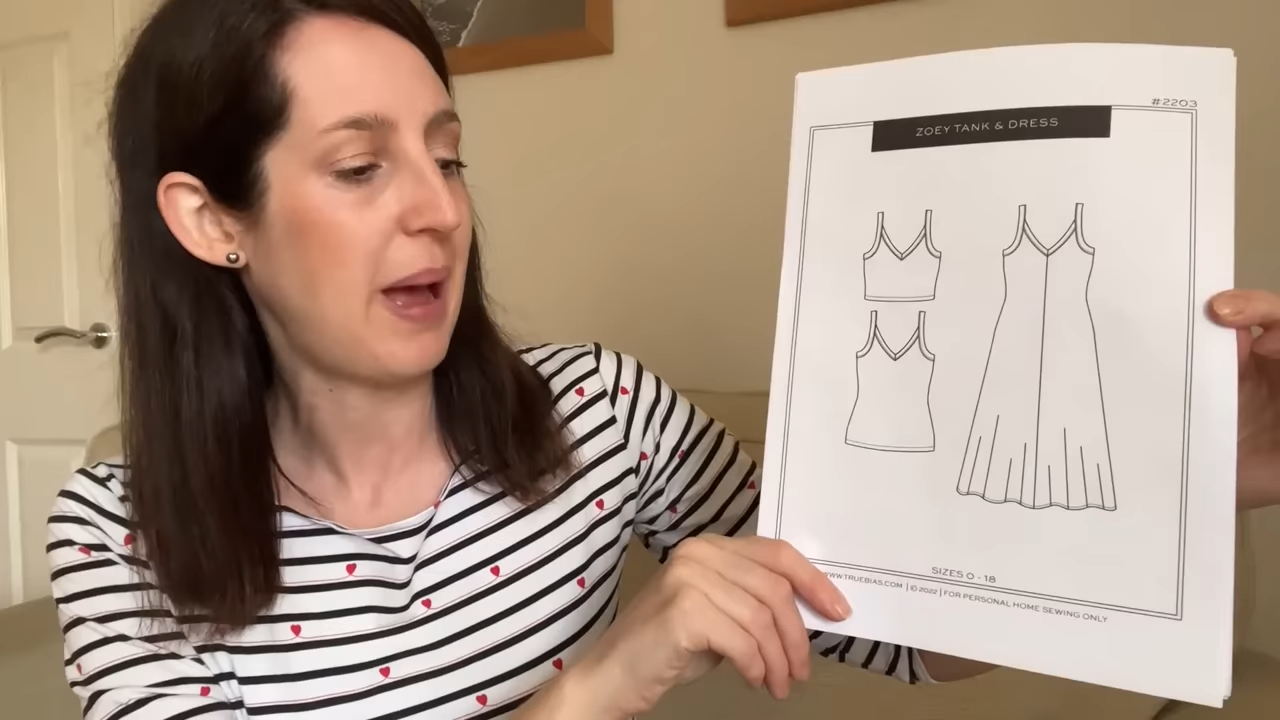 #2203
ZOEY TANK & DRESS
SIZES 0 - 18
WWW.TRUEBIAS.COM | © 2022 | FOR PERSONAL HOME SEWING ONLY